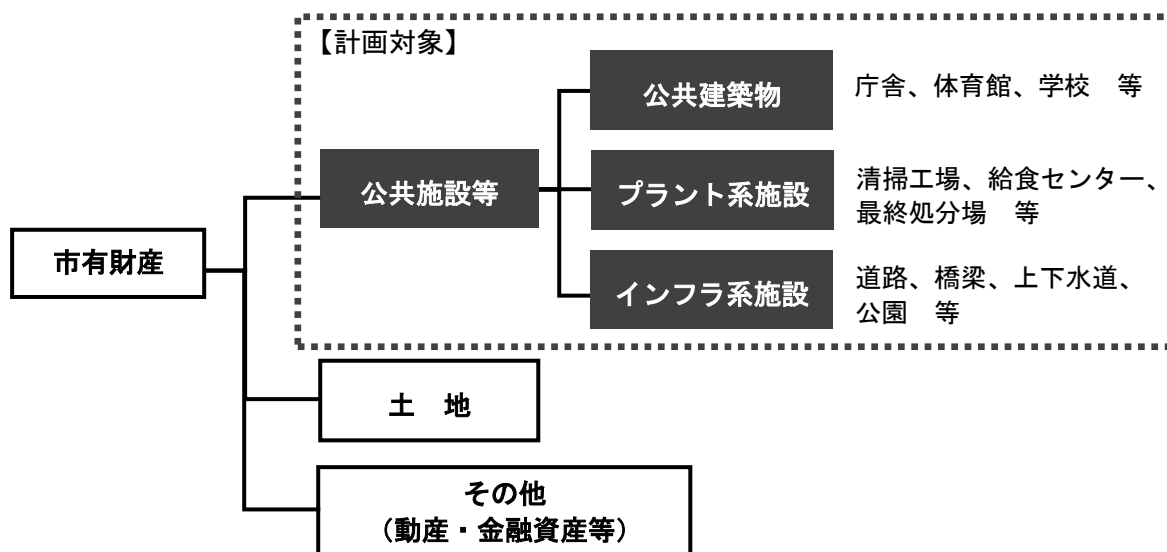 【計画対象】
公共建築物
庁舎、体育館、学校　等
公共施設等
プラント系施設
清掃工場、給食センター、
最終処分場　等
市有財産
インフラ系施設
道路、橋梁、上下水道、
公園　等
土　地
その他
（動産・金融資産等）